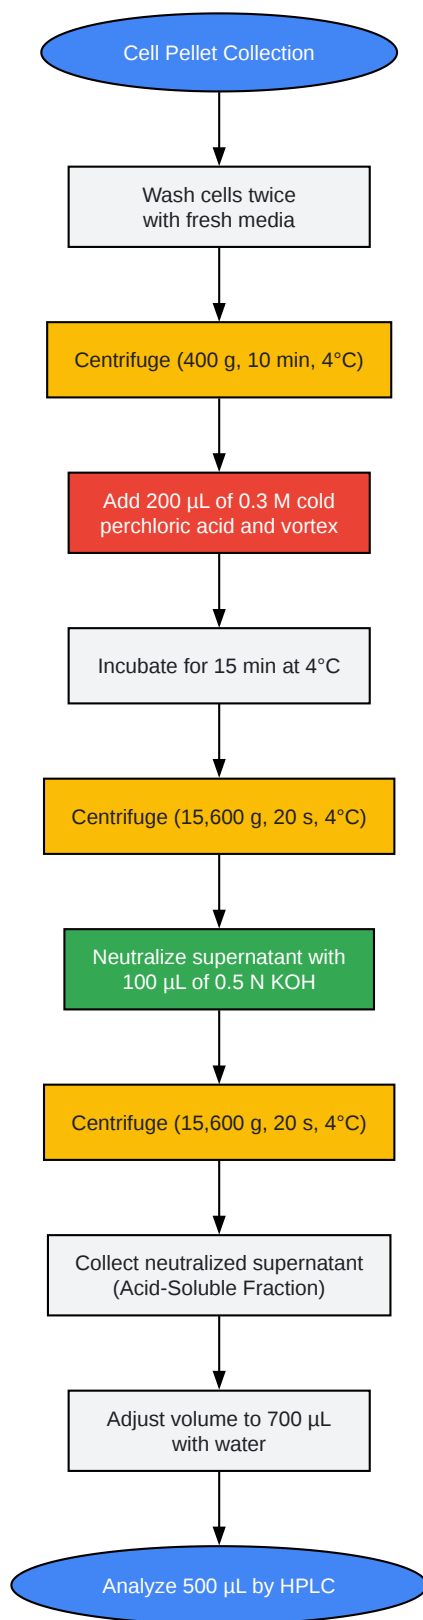 Cell Pellet Collection
Wash cells twice
with fresh media
Centrifuge (400 g, 10 min, 4°C)
Add 200 µL of 0.3 M cold
perchloric acid and vortex
Incubate for 15 min at 4°C
Centrifuge (15,600 g, 20 s, 4°C)
Neutralize supernatant with
100 µL of 0.5 N KOH
Centrifuge (15,600 g, 20 s, 4°C)
Collect neutralized supernatant
(Acid-Soluble Fraction)
Adjust volume to 700 µL
with water
Analyze 500 µL by HPLC